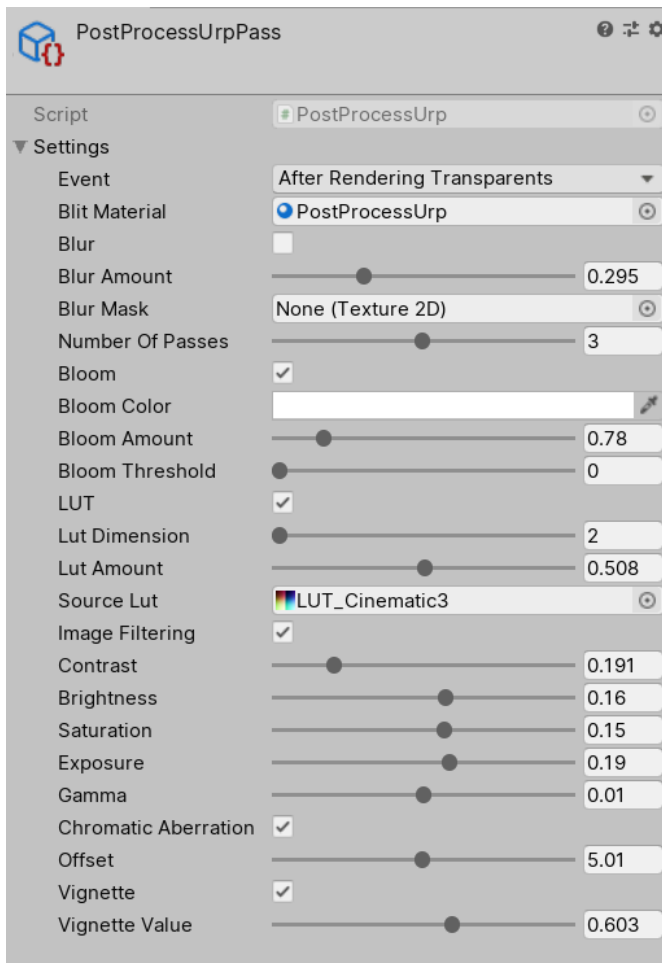 PostProcessUrpPass
Script PostProcessUrp
Settings
Event After Rendering Transparents
Blit Material PostProcessUrp
Blur
Blur Amount 0.295
Blur Mask None (Texture 2D)
Number Of Passes 3
Bloom
Bloom Color
Bloom Amount 0.78
Bloom Threshold 0
LUT
Lut Dimension 2
Lut Amount 0.508
Source Lut LUT_Cinematic3
Image Filtering
Contrast 0.191
Brightness 0.16
Saturation 0.15
Exposure 0.19
Gamma 0.01
Chromatic Aberration
Offset 5.01
Vignette
Vignette Value 0.603